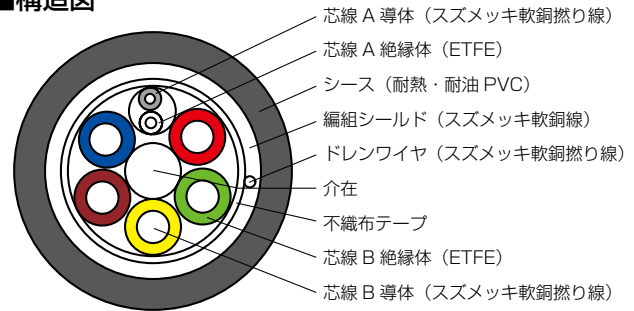 ■構造図
芯線 A 導体（スズメッキ軟銅撚り線）
芯線 A 絶縁体（ETFE）
シース（耐熱・耐油 PVC）
編組シールド（スズメッキ軟銅線）
ドレンワイヤ（スズメッキ軟銅撚り線）
介在
不織布テープ
芯線 B 絶縁体（ETFE）
芯線 B 導体（スズメッキ軟銅撚り線）